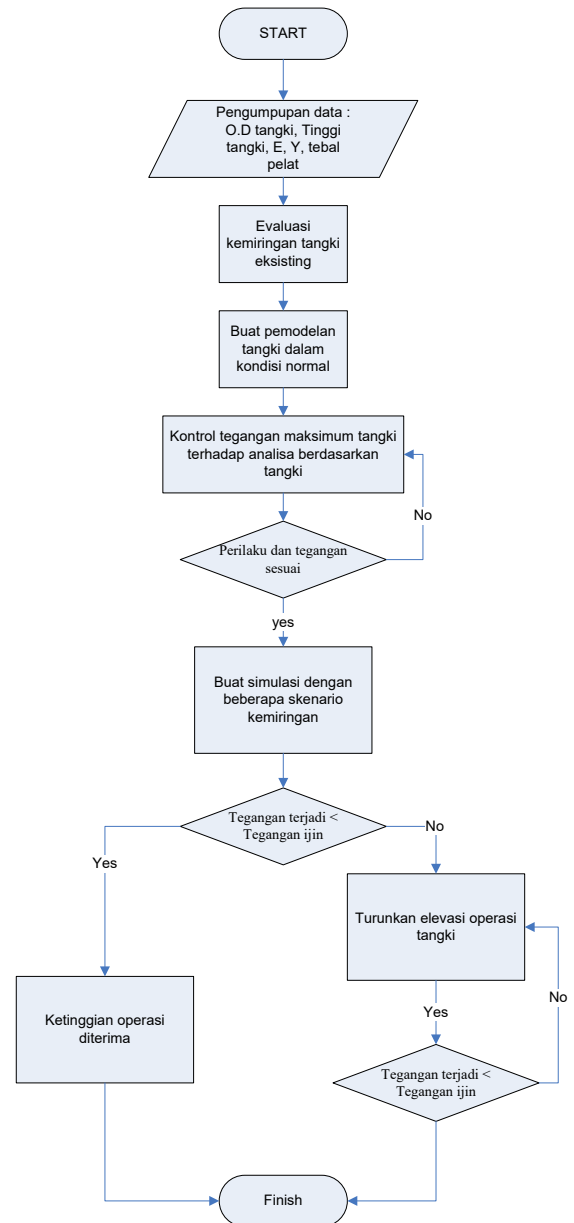 START
Pengumpupan data :
O.D tangki, Tinggi
tangki, E, Y, tebal
pelat
Evaluasi
kemiringan tangki
eksisting
Buat pemodelan
tangki dalam
kondisi normal
Kontrol tegangan maksimum tangki
terhadap analisa berdasarkan
tangki
No
Perilaku dan tegangan
sesuai
yes
Buat simulasi dengan
beberapa skenario
kemiringan
Tegangan terjadi <
Tegangan ijin
No
Yes
Turunkan elevasi operasi
tangki
No
Yes
Ketinggian operasi
diterima
Tegangan terjadi <
Tegangan ijin
Finish